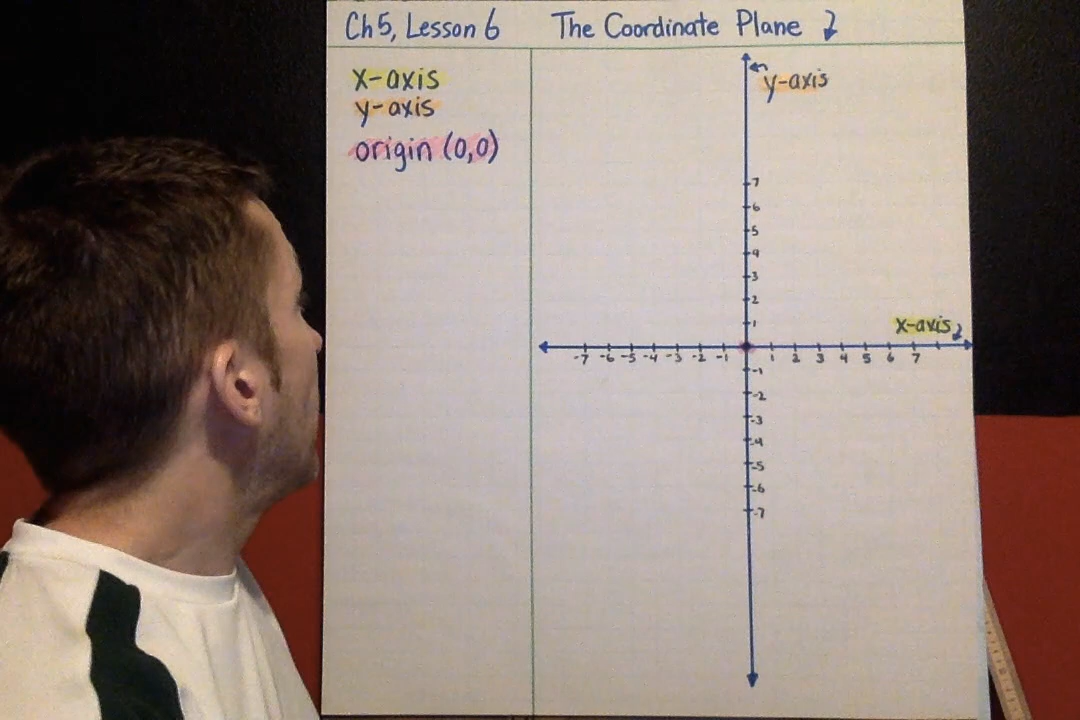 Ch 5, Lesson 6 The Coordinate Plane
x-axis
y-axis
origin (0,0)
y-axis
7
6
5
4
3
2
1
x-axis
-7 -6 -5 -4 -3 -2 -1 1 2 3 4 5 6 7
-1
-2
-3
-4
-5
-6
-7